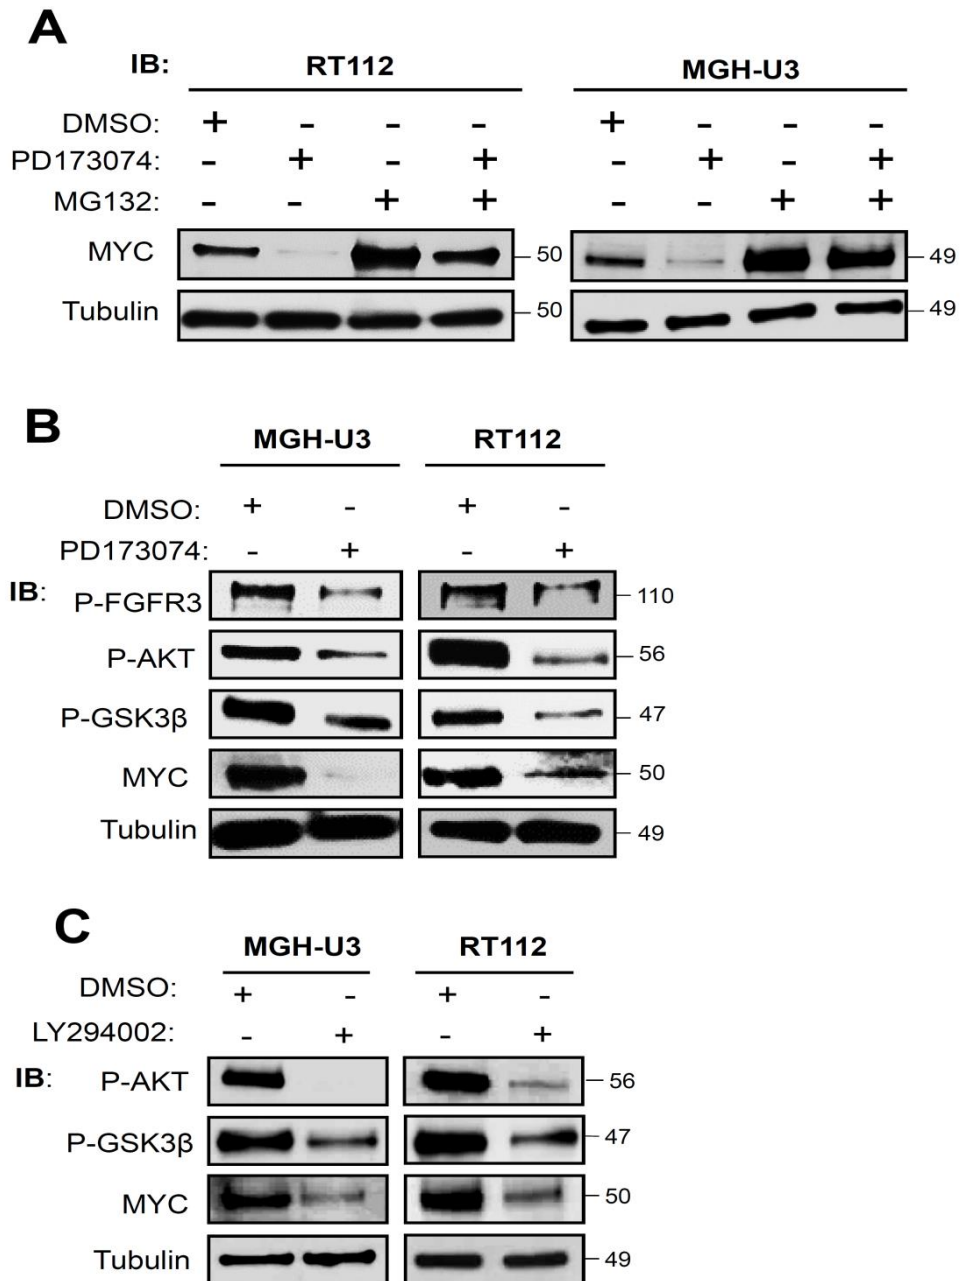 A
IB: RT112 MGH-U3
DMSO: + - - - + - - -
PD173074: - + - + - + - +
MG132: - - + + - - + +
MYC 50 49
Tubulin 50 49
B
MGH-U3 RT112
DMSO: + - + -
PD173074: - + - +
IB: P-FGFR3 110
P-AKT 56
P-GSK3β 47
MYC 50
Tubulin 49
C
MGH-U3 RT112
DMSO: + - + -
LY294002: - + - +
IB: P-AKT 56
P-GSK3β 47
MYC 50
Tubulin 49